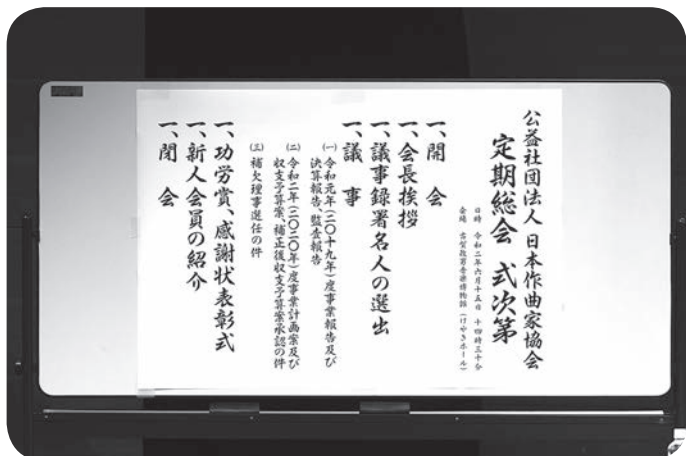 公益社団法人 日本作曲家協会
定期総会 式次第
日時 令和二年六月十五日 十四時三十分
会場 古賀政男音楽博物館(けやきホール)
一、開会
一、会長挨拶
一、議事録署名人の選出
一、議事
(一)令和元年(二〇十九年)度事業報告及び
決算報告、監査報告
(二)令和二年(二〇二〇年)度事業計画案及び
収支予算案、補正後収支予算案承認の件
(三)補欠理事選任の件
一、功労賞、感謝状表彰式
一、新人会員の紹介
一、閉会